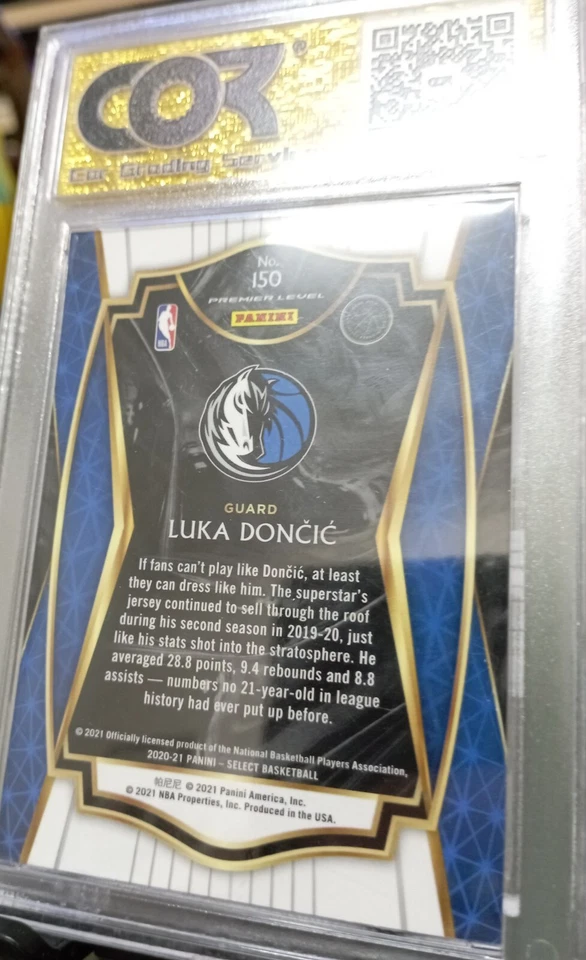 COR
Cor Grading Service
No.
150
PREMIER LEVEL
PANINI
NBA
GUARD
LUKA DONČIĆ
If fans can't play like Dončić, at least
they can dress like him. The superstar's
jersey continued to sell through the roof
during his second season in 2019-20, just
like his stats shot into the stratosphere. He
averaged 28.8 points, 9.4 rebounds and 8.8
assists — numbers no 21-year-old in league
history had ever put up before.
© 2021 Officially licensed product of the National Basketball Players Association,
2020-21 PANINI – SELECT BASKETBALL
帕尼尼 © 2021 Panini America, Inc.
© 2021 NBA Properties, Inc. Produced in the USA.